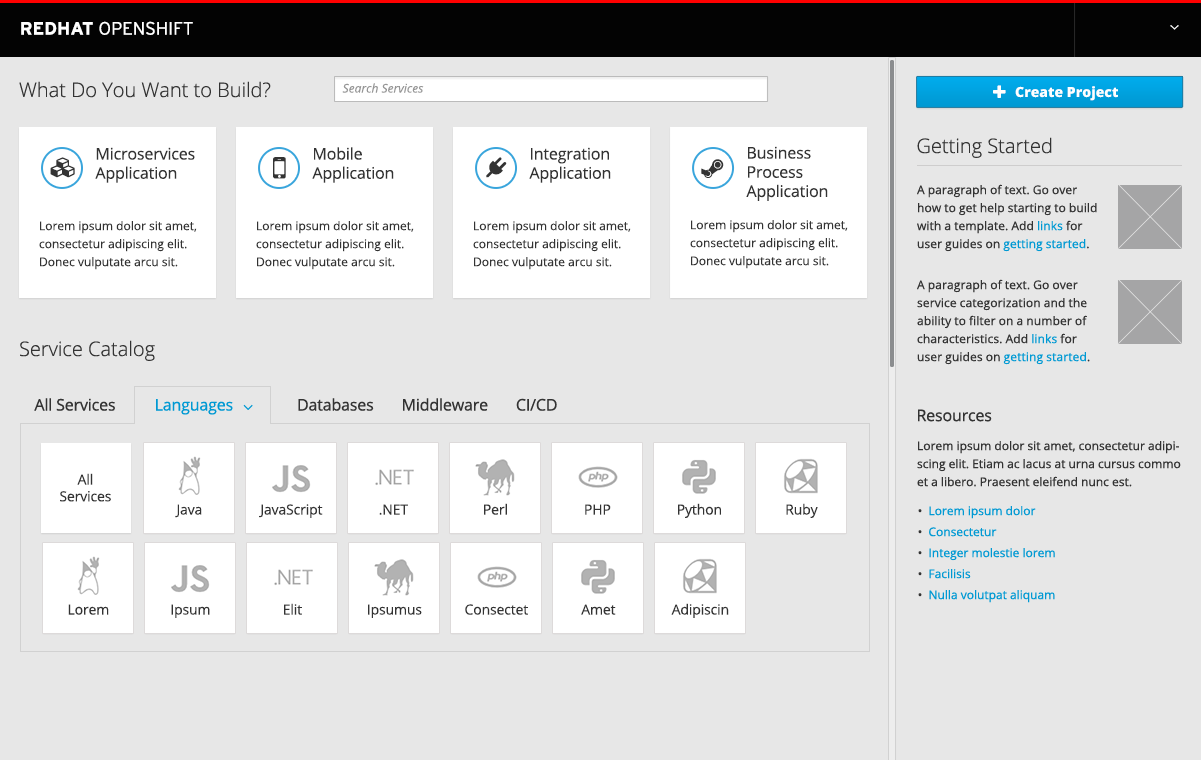 REDHAT OPENSHIFT
What Do You Want to Build?
Search Services
Microservices
Application
Lorem ipsum dolor sit amet,
consectetur adipiscing elit.
Donec vulputate arcu sit.
Mobile
Application
Lorem ipsum dolor sit amet,
consectetur adipiscing elit.
Donec vulputate arcu sit.
Integration
Application
Lorem ipsum dolor sit amet,
consectetur adipiscing elit.
Donec vulputate arcu sit.
Business
Process
Application
Lorem ipsum dolor sit amet,
consectetur adipiscing elit.
Donec vulputate arcu sit.
Service Catalog
All Services Languages Databases Middleware CI/CD
All
Services
Java
JS
JavaScript
.NET
.NET
Perl
php
PHP
Python
Ruby
Lorem
JS
Ipsum
.NET
Elit
Ipsumus
php
Consectet
Amet
Adipiscin
Create Project
Getting Started
A paragraph of text. Go over
how to get help starting to build
with a template. Add links for
user guides on getting started.
A paragraph of text. Go over
service categorization and the
ability to filter on a number of
characteristics. Add links for
user guides on getting started.
Resources
Lorem ipsum dolor sit amet, consectetur adipi-
scing elit. Etiam ac lacus at urna cursus commo
et a libero. Praesent eleifend nunc est.
• Lorem ipsum dolor
• Consectetur
• Integer molestie lorem
• Facilisis
• Nulla volutpat aliquam